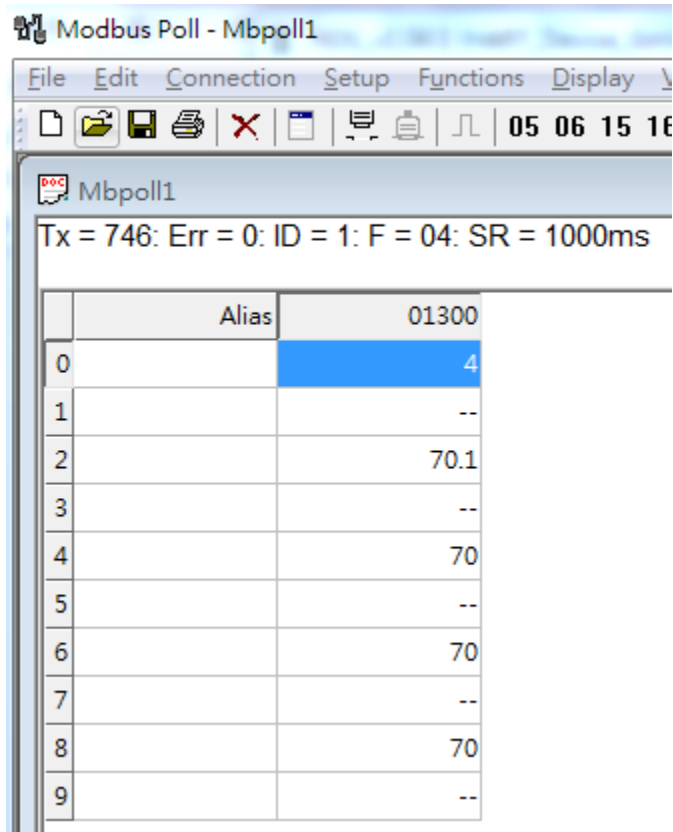 Modbus Poll - Mbpoll1
File Edit Connection Setup Functions Display
05 06 15 16
Mbpoll1
Tx = 746: Err = 0: ID = 1: F = 04: SR = 1000ms
Alias 01300
0 4
1 --
2 70.1
3 --
4 70
5 --
6 70
7 --
8 70
9 --